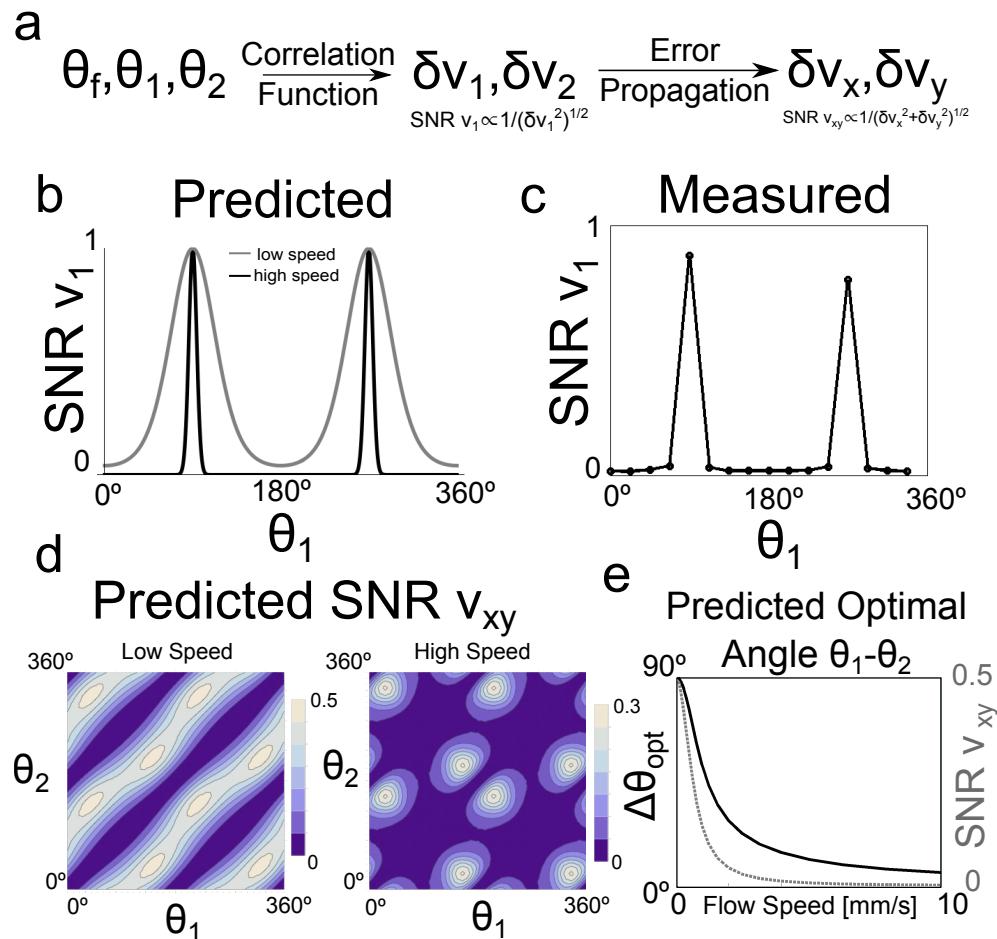 a
θf,θ1,θ2
Correlation
Function
δv1,δv2
SNR v1∝1/(δv1²)^1/2
Error
Propagation
δvx,δvy
SNR vxy∝1/(δvx²+δvy²)^1/2
b
Predicted
1
SNR v1
0
low speed
high speed
0º
180º
360º
θ1
c
Measured
1
SNR v1
0
0º
180º
360º
θ1
d
Predicted SNR vxy
Low Speed
360º
θ2
0º
0º
θ1
360º
0.5
0
High Speed
360º
θ2
0º
0º
θ1
360º
0.3
0
e
Predicted Optimal
Angle θ1-θ2
90º
Δθopt
0º
0
Flow Speed [mm/s]
10
0.5
SNR vxy
0